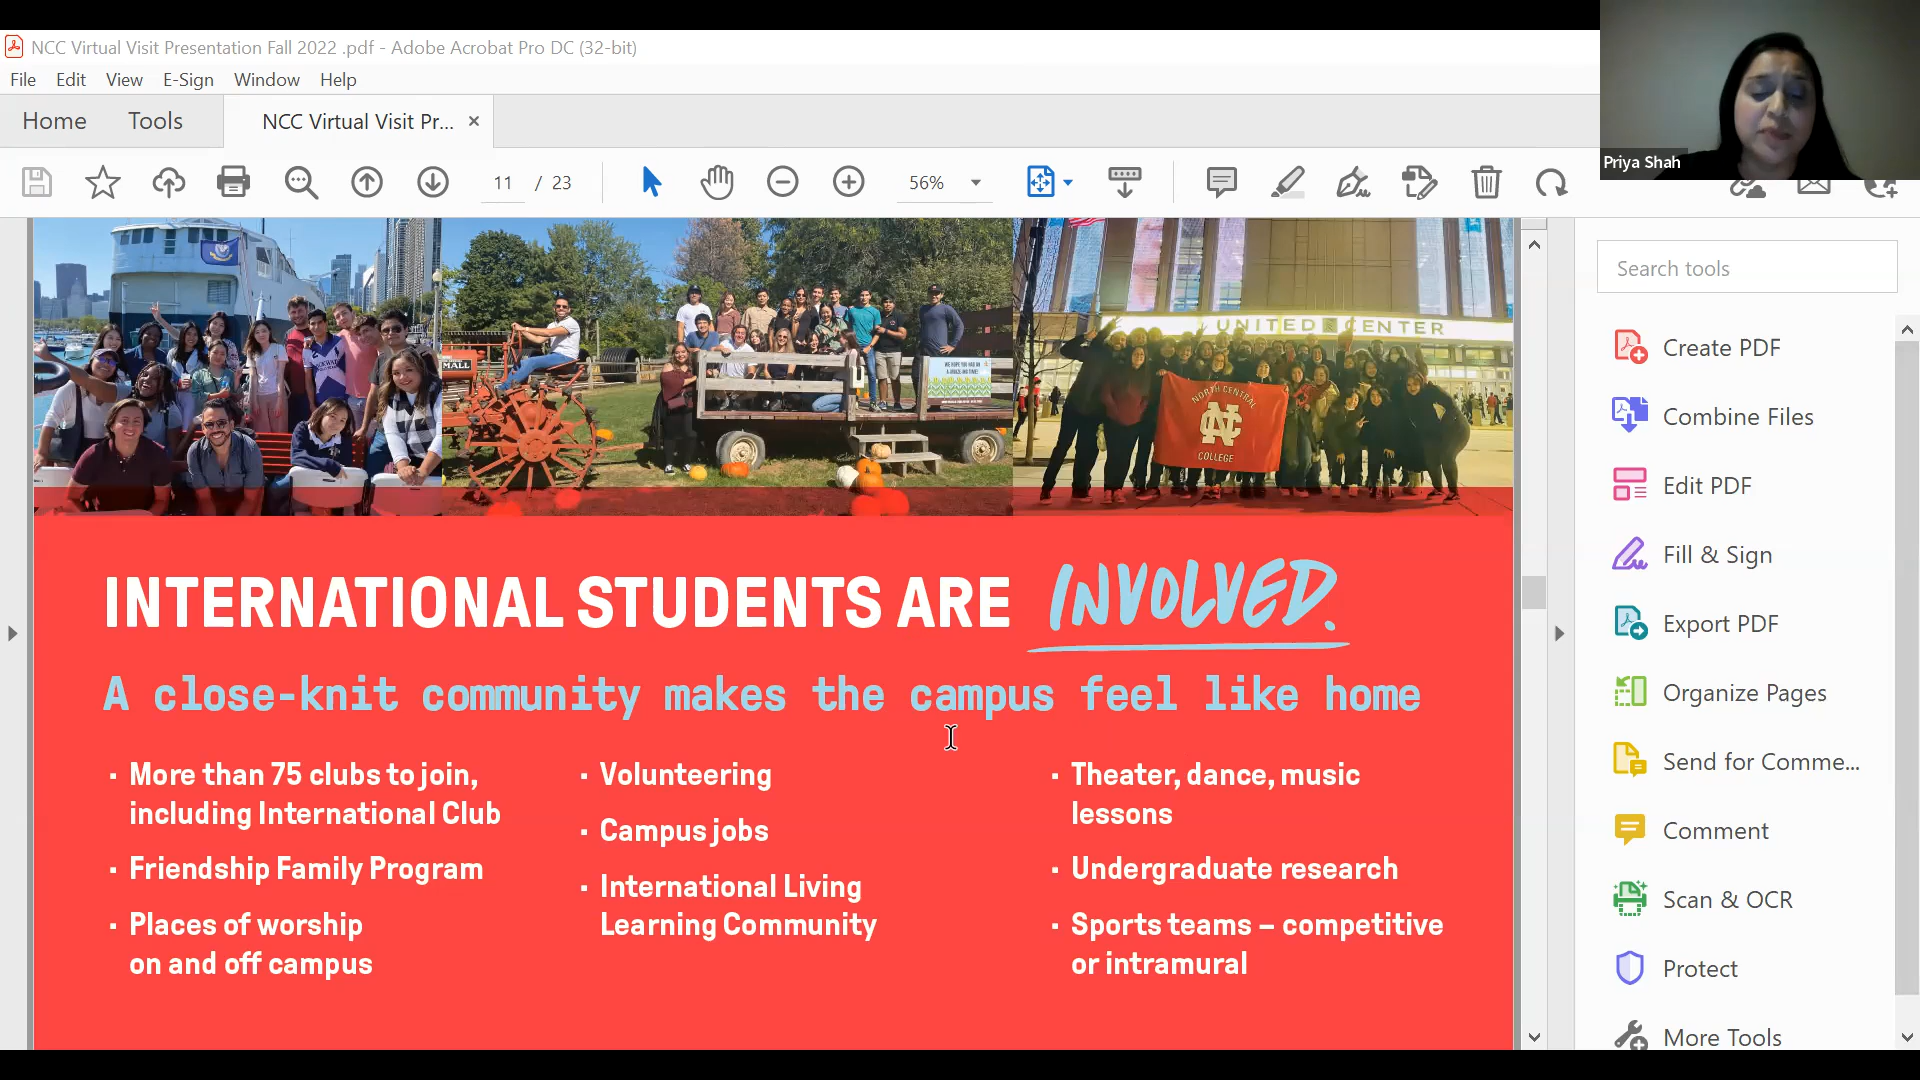 NCC Virtual Visit Presentation Fall 2022 .pdf - Adobe Acrobat Pro DC (32-bit)
File Edit View E-Sign Window Help
Home Tools NCC Virtual Visit Pr... ×
11 / 23 56%
Priya Shah
Search tools
Create PDF
Combine Files
Edit PDF
Fill & Sign
Export PDF
Organize Pages
Send for Comme...
Comment
Scan & OCR
Protect
More Tools
MALL
UNITED CENTER
NORTH CENTRAL
NC
COLLEGE
INTERNATIONAL STUDENTS ARE INVOLVED.
A close-knit community makes the campus feel like home
· More than 75 clubs to join,
including International Club
· Friendship Family Program
· Places of worship
on and off campus
· Volunteering
· Campus jobs
· International Living
Learning Community
· Theater, dance, music
lessons
· Undergraduate research
· Sports teams – competitive
or intramural